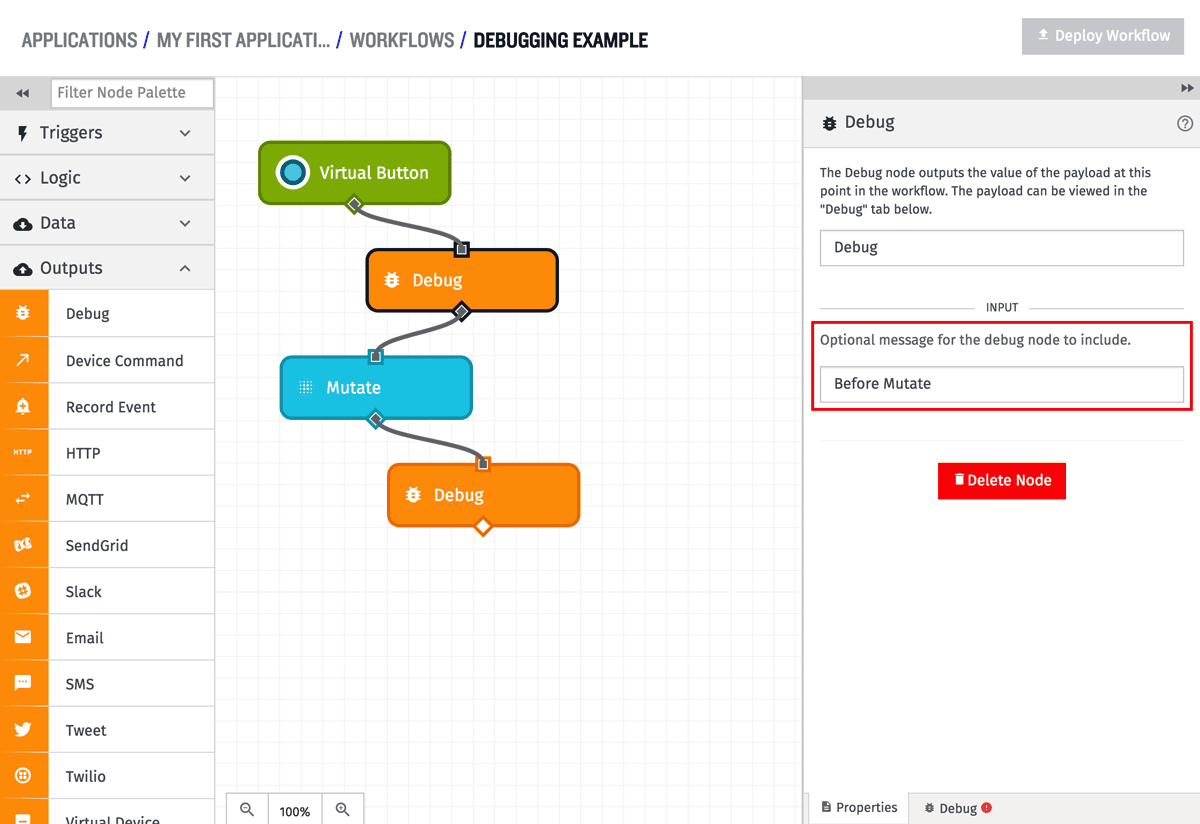 APPLICATIONS / MY FIRST APPLICATI... / WORKFLOWS / DEBUGGING EXAMPLE
Deploy Workflow
Filter Node Palette
Triggers
Logic
Data
Outputs
Debug
Device Command
Record Event
HTTP
HTTP
MQTT
SendGrid
Slack
Email
SMS
Tweet
Twilio
Virtual Device
Virtual Button
Debug
Mutate
Debug
100%
Debug
The Debug node outputs the value of the payload at this
point in the workflow. The payload can be viewed in the
"Debug" tab below.
Debug
INPUT
Optional message for the debug node to include.
Before Mutate
Delete Node
Properties
Debug